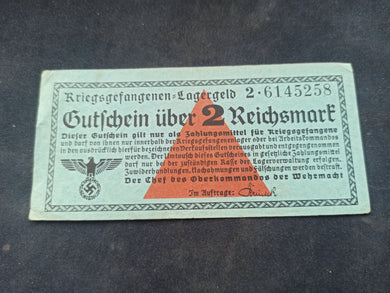 Kriegsgefangenen-Lagergeld 2·6145258
Gutschein über 2 Reichsmark
Dieser Gutschein gilt nur als Zahlungsmittel für Kriegsgefangene
und darf von ihnen nur innerhalb der Kriegsgefangenenlager oder bei Arbeitskommandos
in den ausdrücklich hierfür bezeichneten Verkaufsstellen verausgabt und entgegengenommen
werden. Der Umtausch dieses Gutscheines in gesetzliche Zahlungsmittel
darf nur bei der zuständigen Kasse der Lagerverwaltung erfolgen.
Zuwiderhandlungen, Nachahmungen und Fälschungen werden bestraft.
Der Chef des Oberkommandos der Wehrmacht
Im Auftrage: